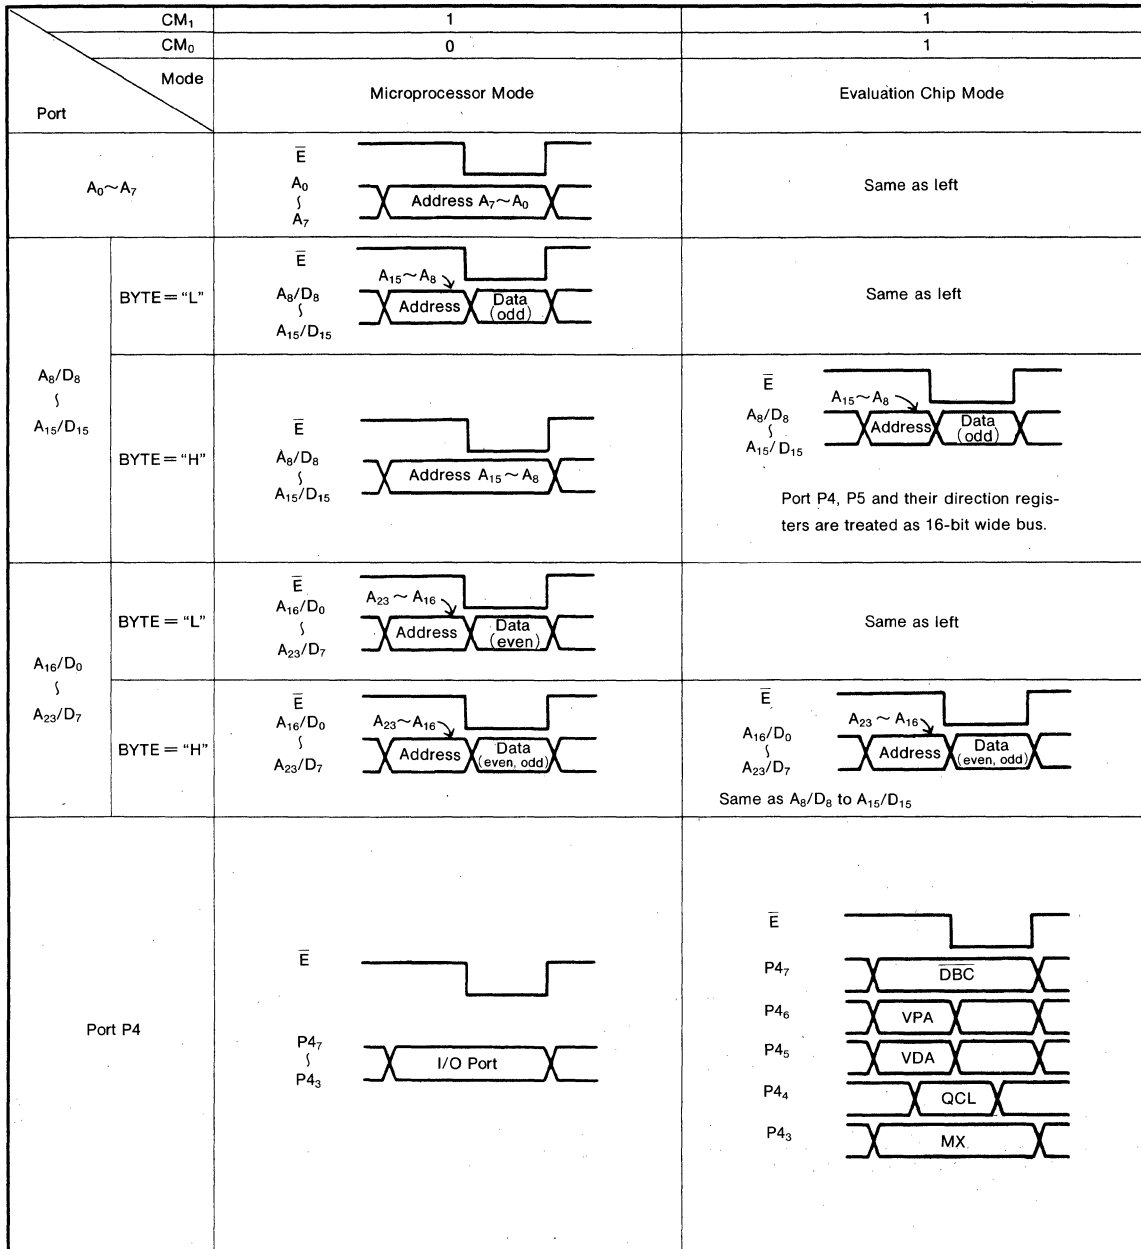 CM₁ 1 1
CM₀ 0 1
Mode
Port
Microprocessor Mode
Evaluation Chip Mode
A₀~A₇
E̅
A₀
∫
A₇
Address A₇~A₀
Same as left
A₈/D₈
∫
A₁₅/D₁₅
BYTE = “L”
E̅
A₁₅~A₈
A₈/D₈
∫
A₁₅/D₁₅
Address
Data
(odd)
Same as left
BYTE = “H”
E̅
A₈/D₈
∫
A₁₅/D₁₅
Address A₁₅~A₈
E̅
A₁₅~A₈
A₈/D₈
∫
A₁₅/D₁₅
Address
Data
(odd)
Port P4, P5 and their direction regis-
ters are treated as 16-bit wide bus.
A₁₆/D₀
∫
A₂₃/D₇
BYTE = “L”
E̅
A₂₃~A₁₆
A₁₆/D₀
∫
A₂₃/D₇
Address
Data
(even)
Same as left
BYTE = “H”
E̅
A₂₃~A₁₆
A₁₆/D₀
∫
A₂₃/D₇
Address
Data
(even, odd)
E̅
A₂₃~A₁₆
A₁₆/D₀
∫
A₂₃/D₇
Address
Data
(even, odd)
Same as A₈/D₈ to A₁₅/D₁₅
Port P4
E̅
P4₇
∫
P4₃
I/O Port
E̅
P4₇ D̅B̅C̅
P4₆ VPA
P4₅ VDA
P4₄ QCL
P4₃ MX